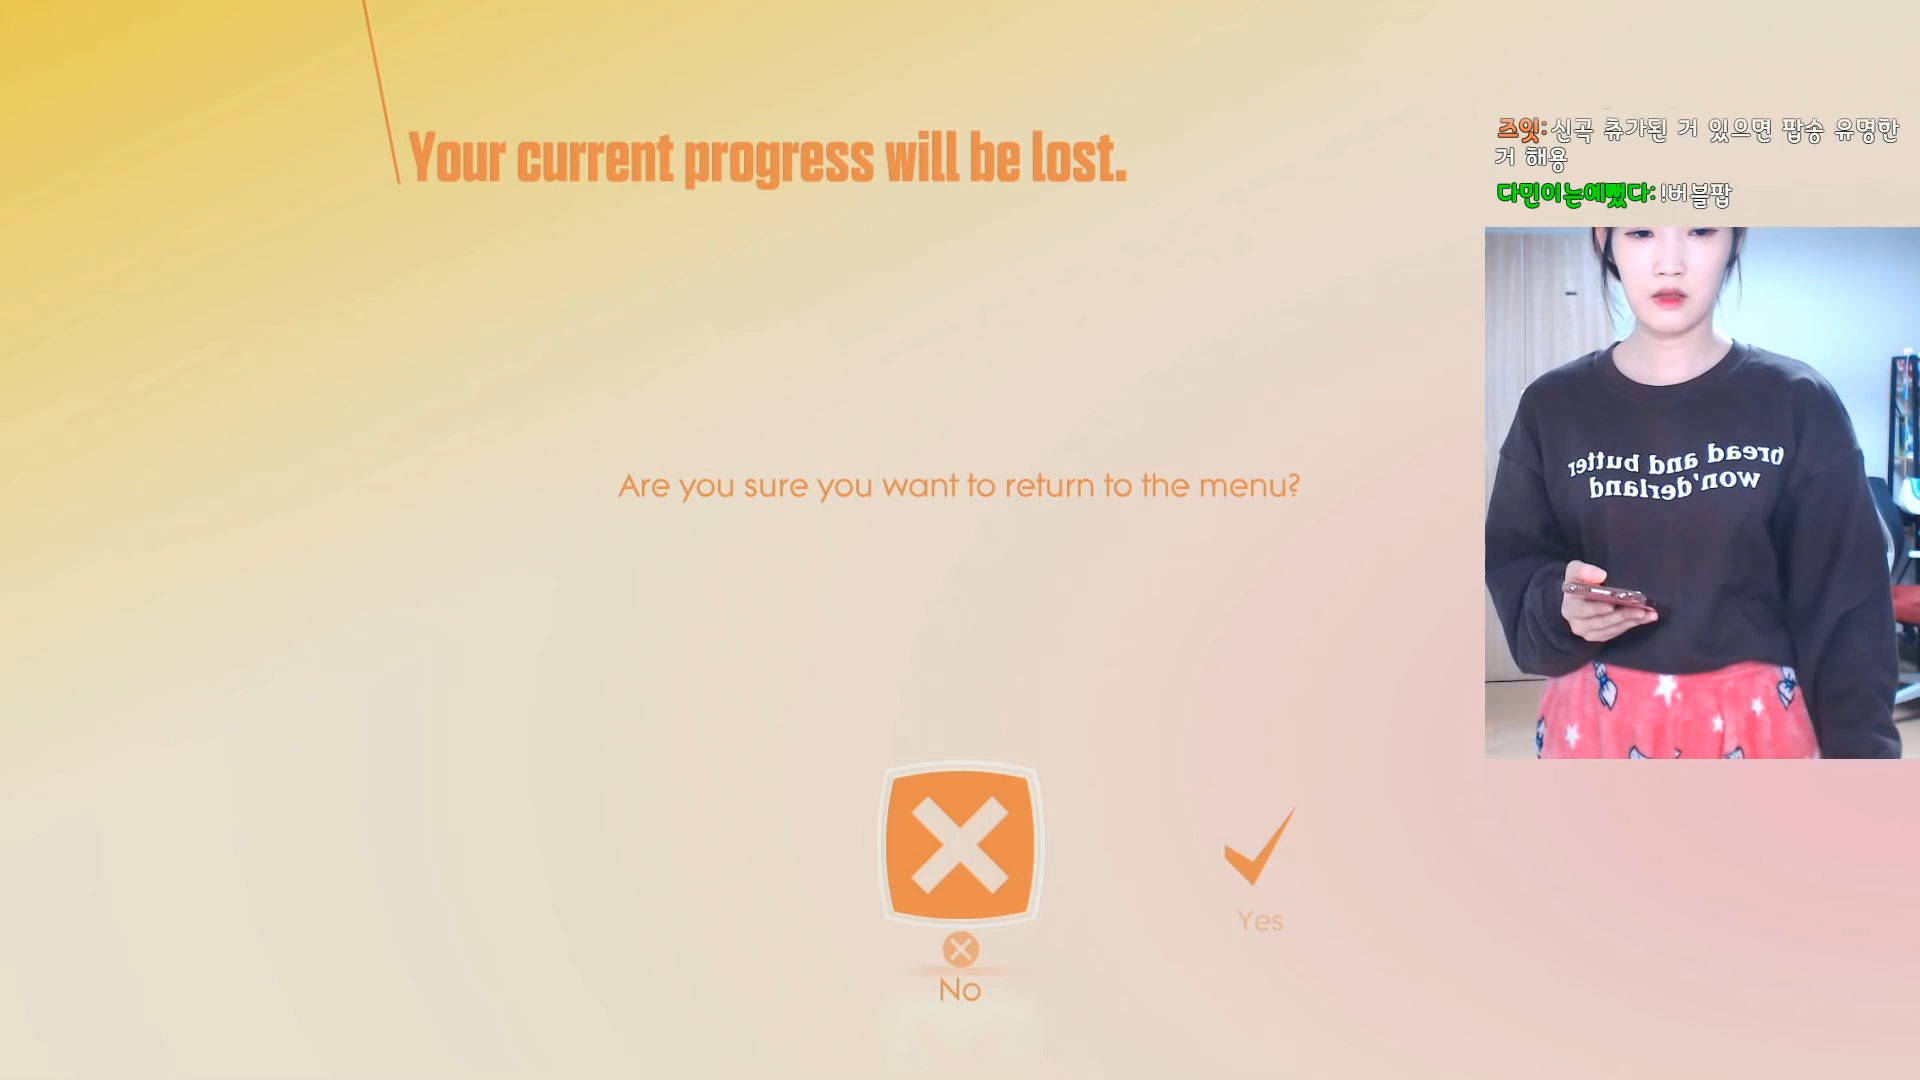 Your current progress will be lost.
즈잇: 신곡 츄가된 거 있으면 팝송 유명한
거 해용
다민이는예뻤다: !버블팝
bread and butter
won'derland
Are you sure you want to return to the menu?
Yes
No